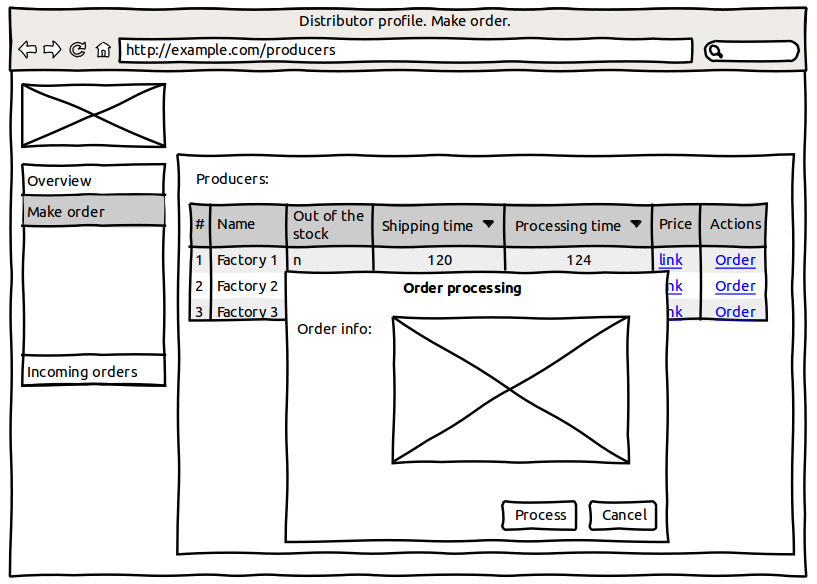 Distributor profile. Make order.
http://example.com/producers
Overview
Make order
Incoming orders
Producers:
# Name Out of the stock Shipping time Processing time Price Actions
1 Factory 1 n 120 124 link Order
2 Factory 2 nk Order
3 Factory 3 nk Order
Order processing
Order info:
Process Cancel